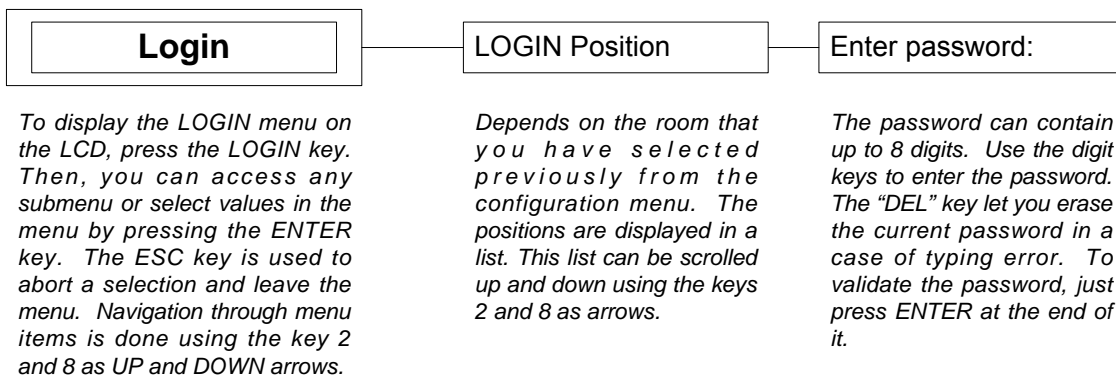 Login
LOGIN Position
Enter password:
To display the LOGIN menu on
the LCD, press the LOGIN key.
Then, you can access any
submenu or select values in the
menu by pressing the ENTER
key. The ESC key is used to
abort a selection and leave the
menu. Navigation through menu
items is done using the key 2
and 8 as UP and DOWN arrows.
Depends on the room that
you have selected
previously from the
configuration menu. The
positions are displayed in a
list. This list can be scrolled
up and down using the keys
2 and 8 as arrows.
The password can contain
up to 8 digits. Use the digit
keys to enter the password.
The “DEL” key let you erase
the current password in a
case of typing error. To
validate the password, just
press ENTER at the end of
it.